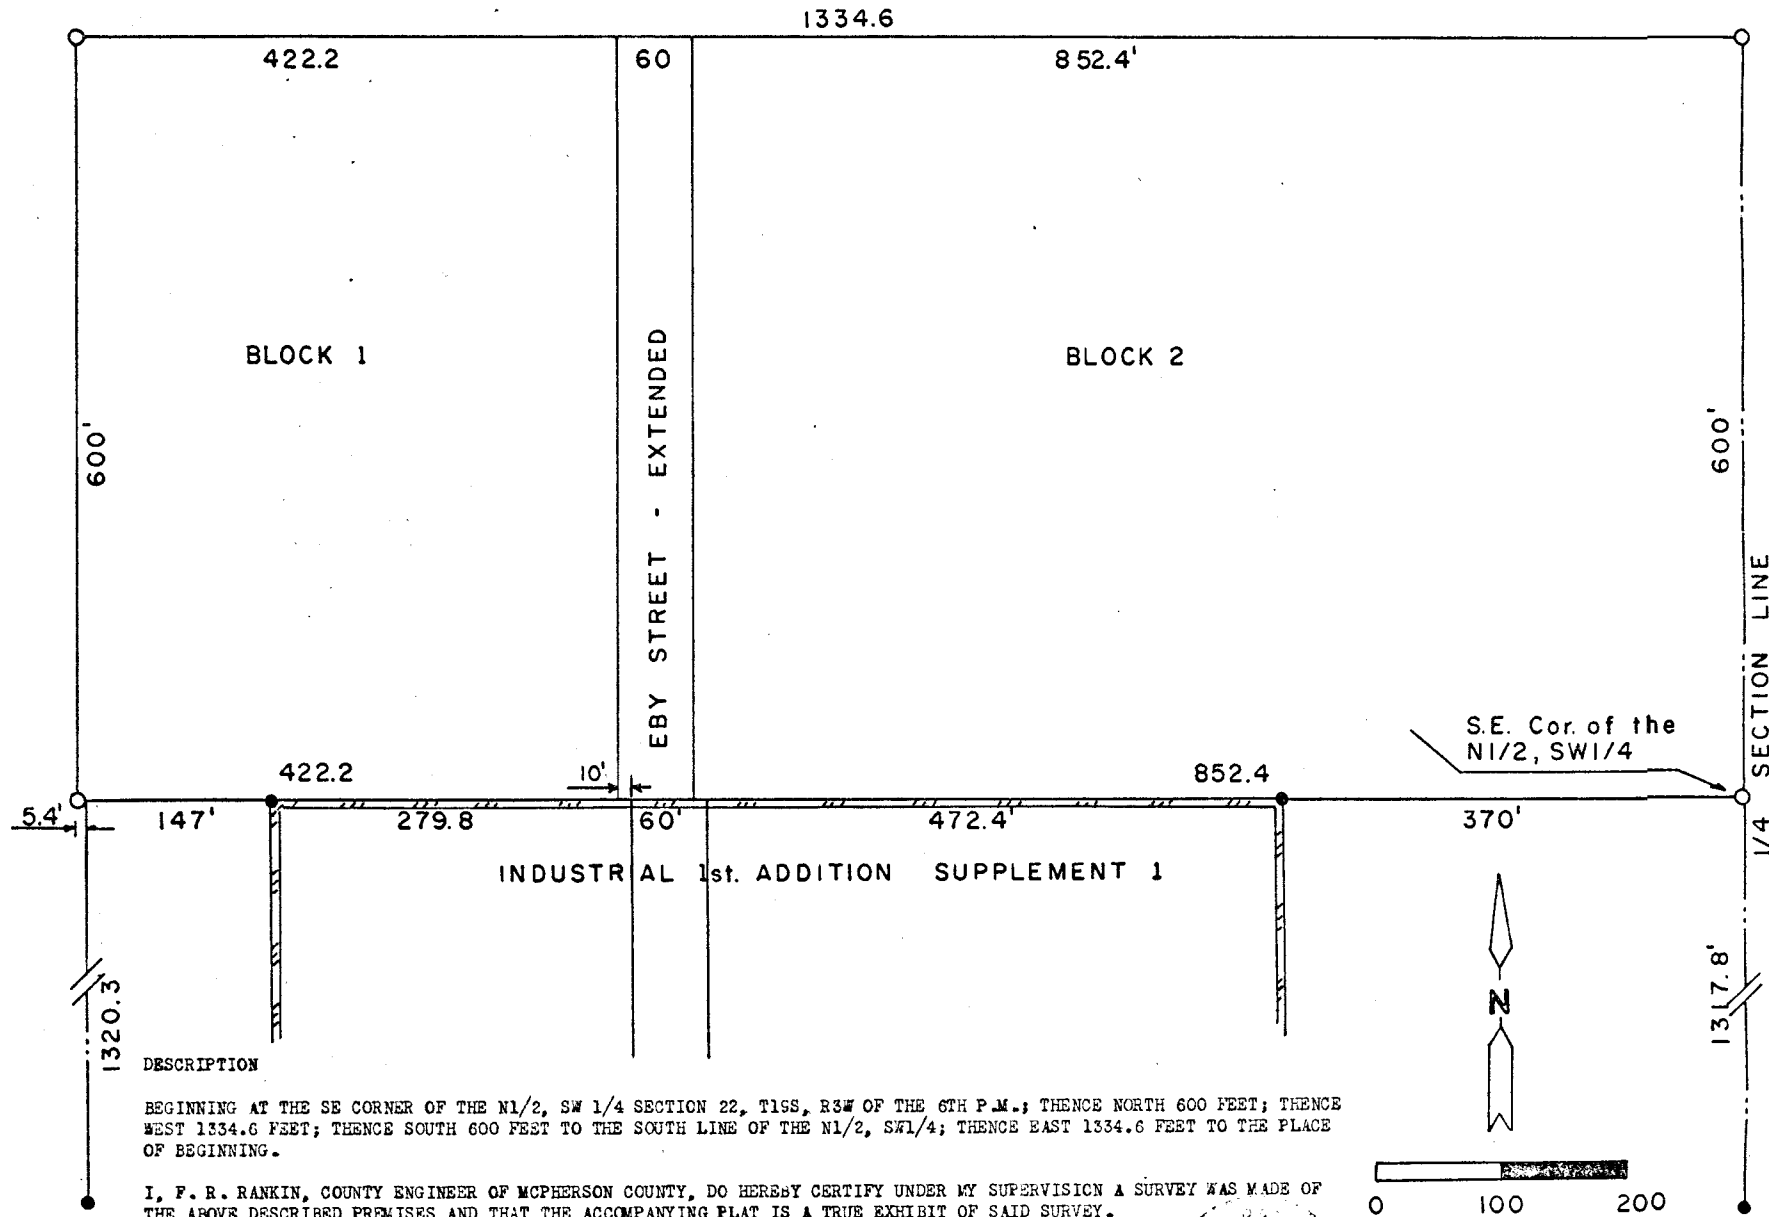 1334.6
422.2
60
852.4'
BLOCK 1
BLOCK 2
EBY STREET - EXTENDED
600'
600'
1/4 SECTION LINE
S.E. Cor. of the
N1/2, SW1/4
422.2
10'
852.4
5.4'
147'
279.8
60'
472.4'
370'
INDUSTRIAL 1st. ADDITION SUPPLEMENT 1
1320.3
1317.8'
N
DESCRIPTION
BEGINNING AT THE SE CORNER OF THE N1/2, SW 1/4 SECTION 22, T19S, R3W OF THE 6TH P.M.; THENCE NORTH 600 FEET; THENCE
WEST 1334.6 FEET; THENCE SOUTH 600 FEET TO THE SOUTH LINE OF THE N1/2, SW1/4; THENCE EAST 1334.6 FEET TO THE PLACE
OF BEGINNING.
I, F. R. RANKIN, COUNTY ENGINEER OF MCPHERSON COUNTY, DO HEREBY CERTIFY UNDER MY SUPERVISION A SURVEY WAS MADE OF
THE ABOVE DESCRIBED PREMISES AND THAT THE ACCOMPANYING PLAT IS A TRUE EXHIBIT OF SAID SURVEY.
0 100 200